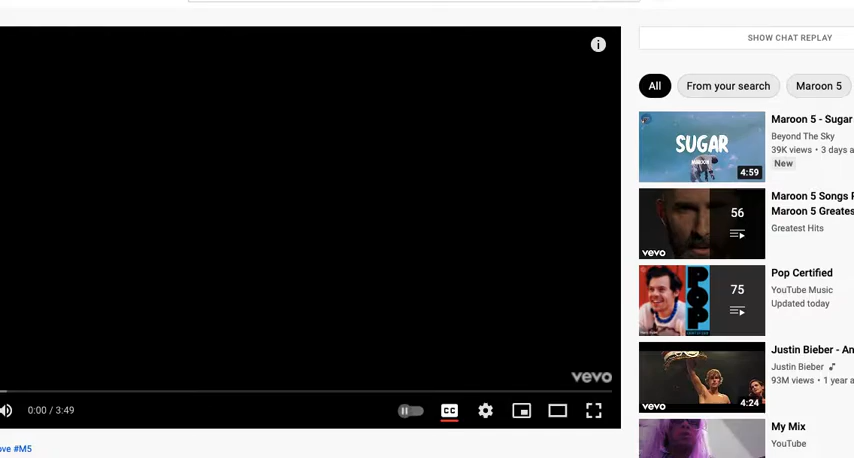 SHOW CHAT REPLAY
All
From your search
Maroon 5
SUGAR
MAROON
4:59
Maroon 5 - Sugar
Beyond The Sky
39K views • 3 days a
New
56
vevo
Maroon 5 Songs P
Maroon 5 Greates
Greatest Hits
POP
75
Pop Certified
YouTube Music
Updated today
vevo
4:24
Justin Bieber - An
Justin Bieber
93M views • 1 year a
My Mix
YouTube
vevo
0:00 / 3:49
CC
ove #M5